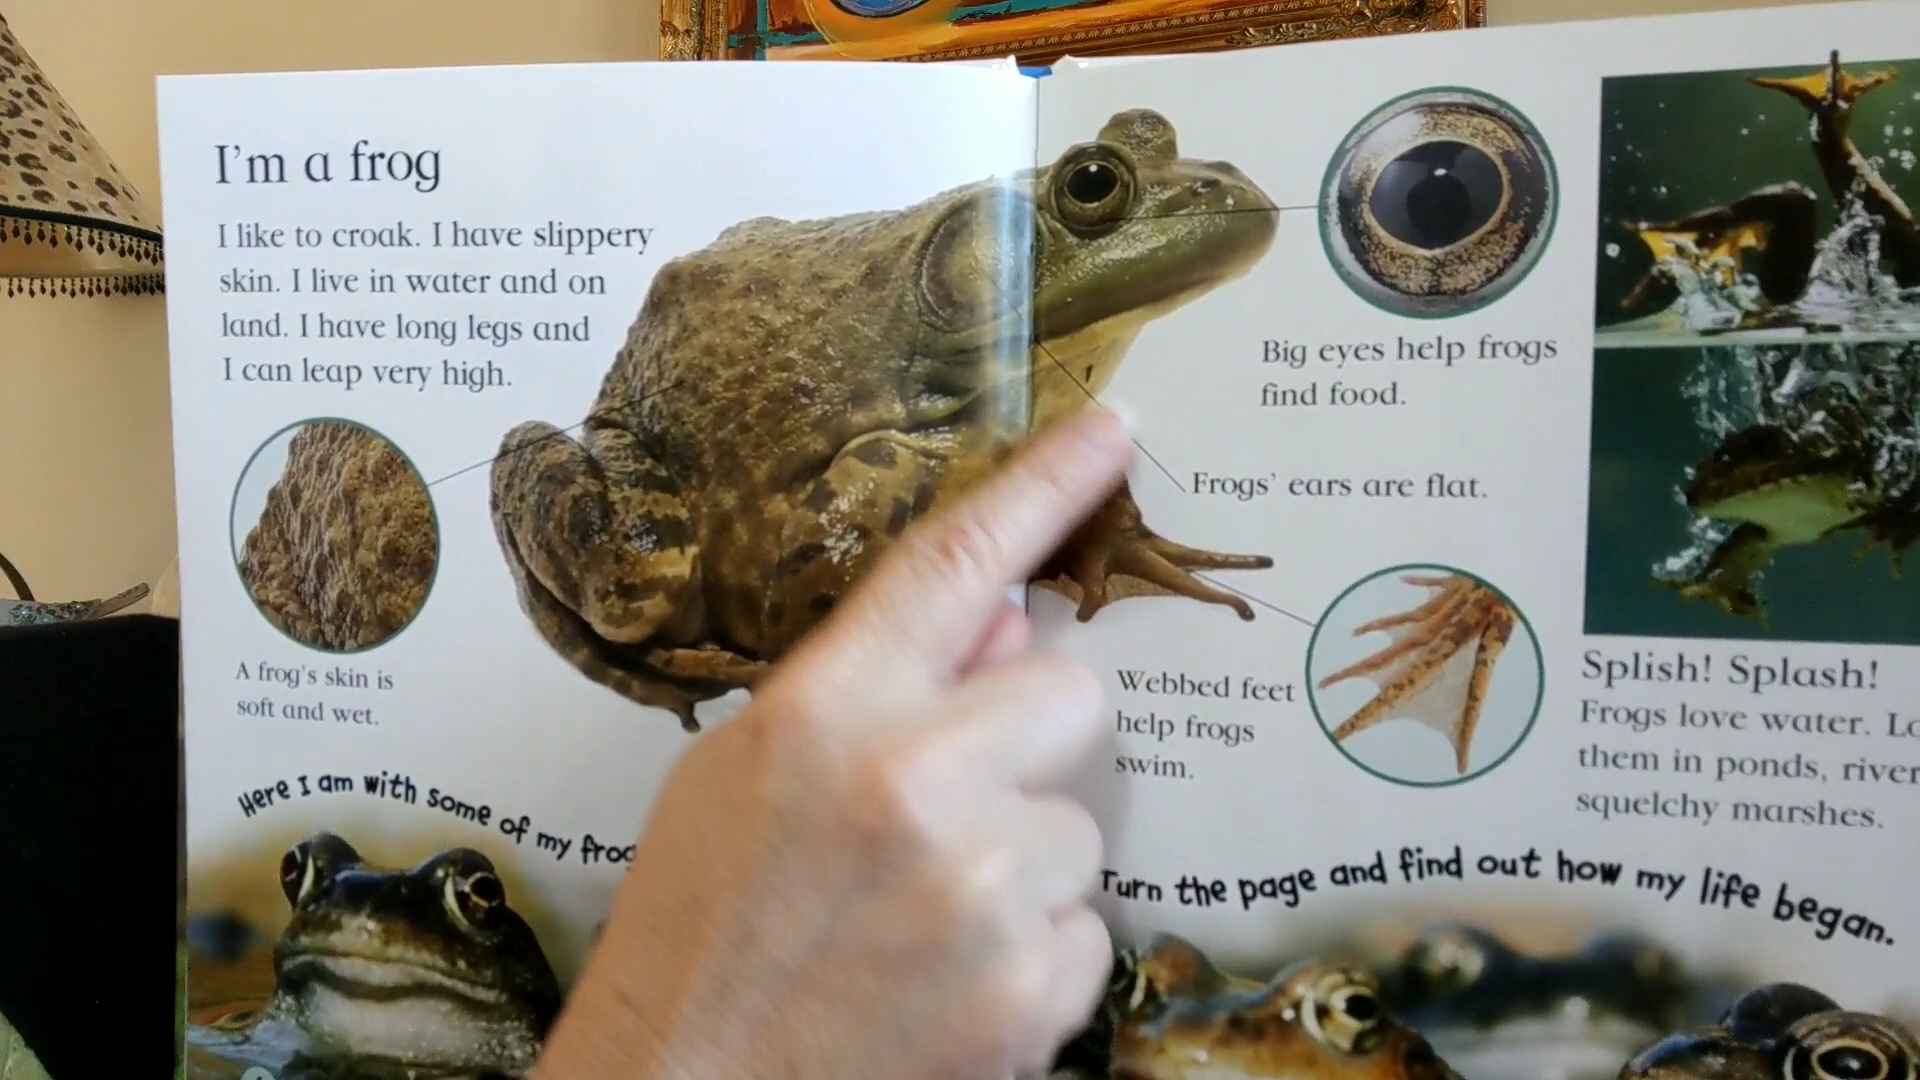 I'm a frog
I like to croak. I have slippery
skin. I live in water and on
land. I have long legs and
I can leap very high.
A frog's skin is
soft and wet.
Here I am with some of my
Big eyes help frogs
find food.
Frogs' ears are flat.
Webbed feet
help frogs
swim.
Splish! Splash!
Frogs love water.
them in ponds,
squelchy marshes.
Turn the page and find out how my life began.